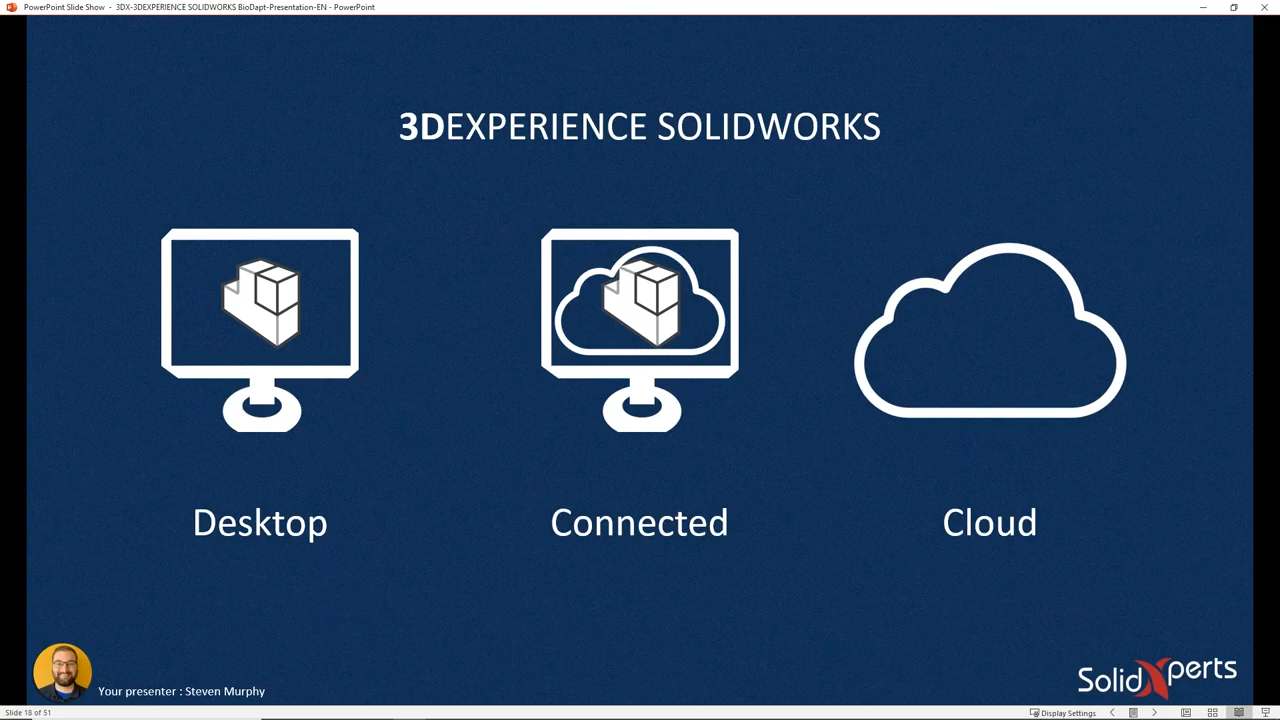 PowerPoint Slide Show - 3DX-3DEXPERIENCE SOLIDWORKS BioDapt-Presentation-EN - PowerPoint
3DEXPERIENCE SOLIDWORKS
Desktop
Connected
Cloud
Your presenter : Steven Murphy
SolidXperts
Slide 18 of 51
Display Settings